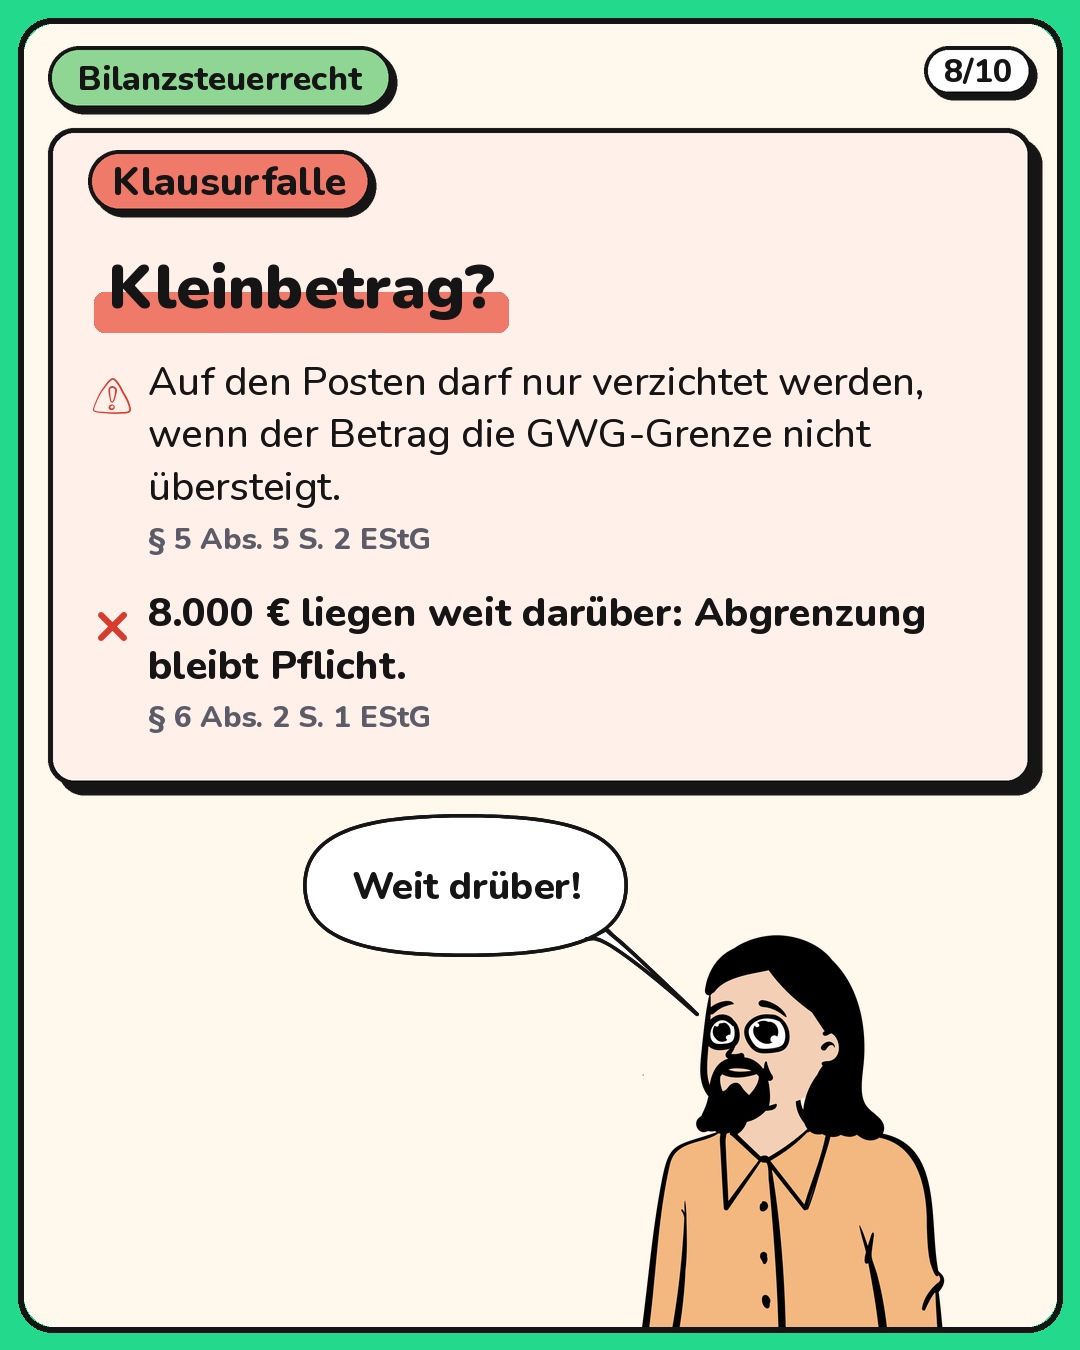 Bilanzsteuerrecht
8/10
Klausurfalle
Kleinbetrag?
Auf den Posten darf nur verzichtet werden,
wenn der Betrag die GWG-Grenze nicht
übersteigt.
§ 5 Abs. 5 S. 2 EStG
8.000 € liegen weit darüber: Abgrenzung
bleibt Pflicht.
§ 6 Abs. 2 S. 1 EStG
Weit drüber!